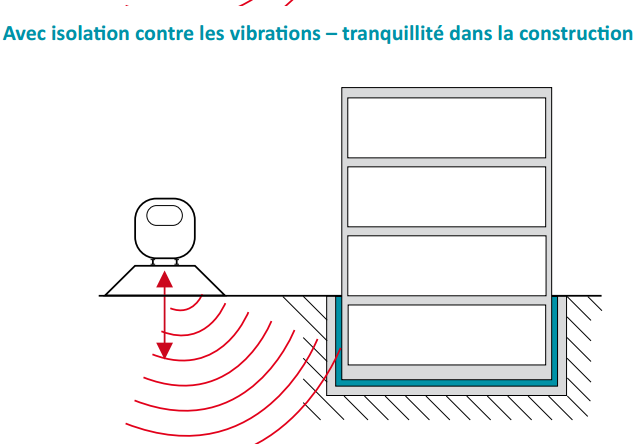 Avec isolation contre les vibrations – tranquillité dans la construction